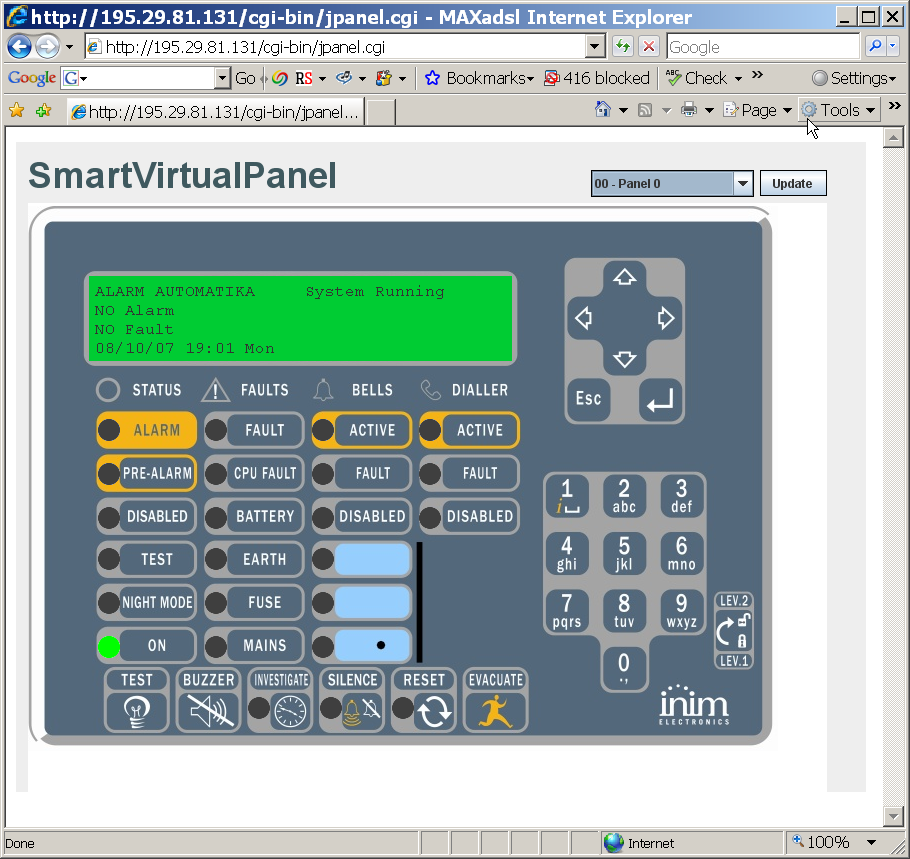 http://195.29.81.131/cgi-bin/jpanel.cgi - MAXadsl Internet Explorer
http://195.29.81.131/cgi-bin/jpanel.cgi
Google
Google G Go RS Bookmarks 416 blocked ABC Check » Settings
http://195.29.81.131/cgi-bin/jpanel... Page Tools »
SmartVirtualPanel
00 - Panel 0 Update
ALARM AUTOMATIKA System Running
NO Alarm
NO Fault
08/10/07 19:01 Mon
STATUS FAULTS BELLS DIALLER
ALARM FAULT ACTIVE ACTIVE
PRE-ALARM CPU FAULT FAULT FAULT
DISABLED BATTERY DISABLED DISABLED
TEST EARTH
NIGHT MODE FUSE
ON MAINS
TEST BUZZER INVESTIGATE SILENCE RESET EVACUATE
Esc
1 2 3
i abc def
4 5 6
ghi jkl mno
7 8 9
pqrs tuv wxyz
0
.,
LEV.2
LEV.1
inim
ELECTRONICS
Done Internet 100%